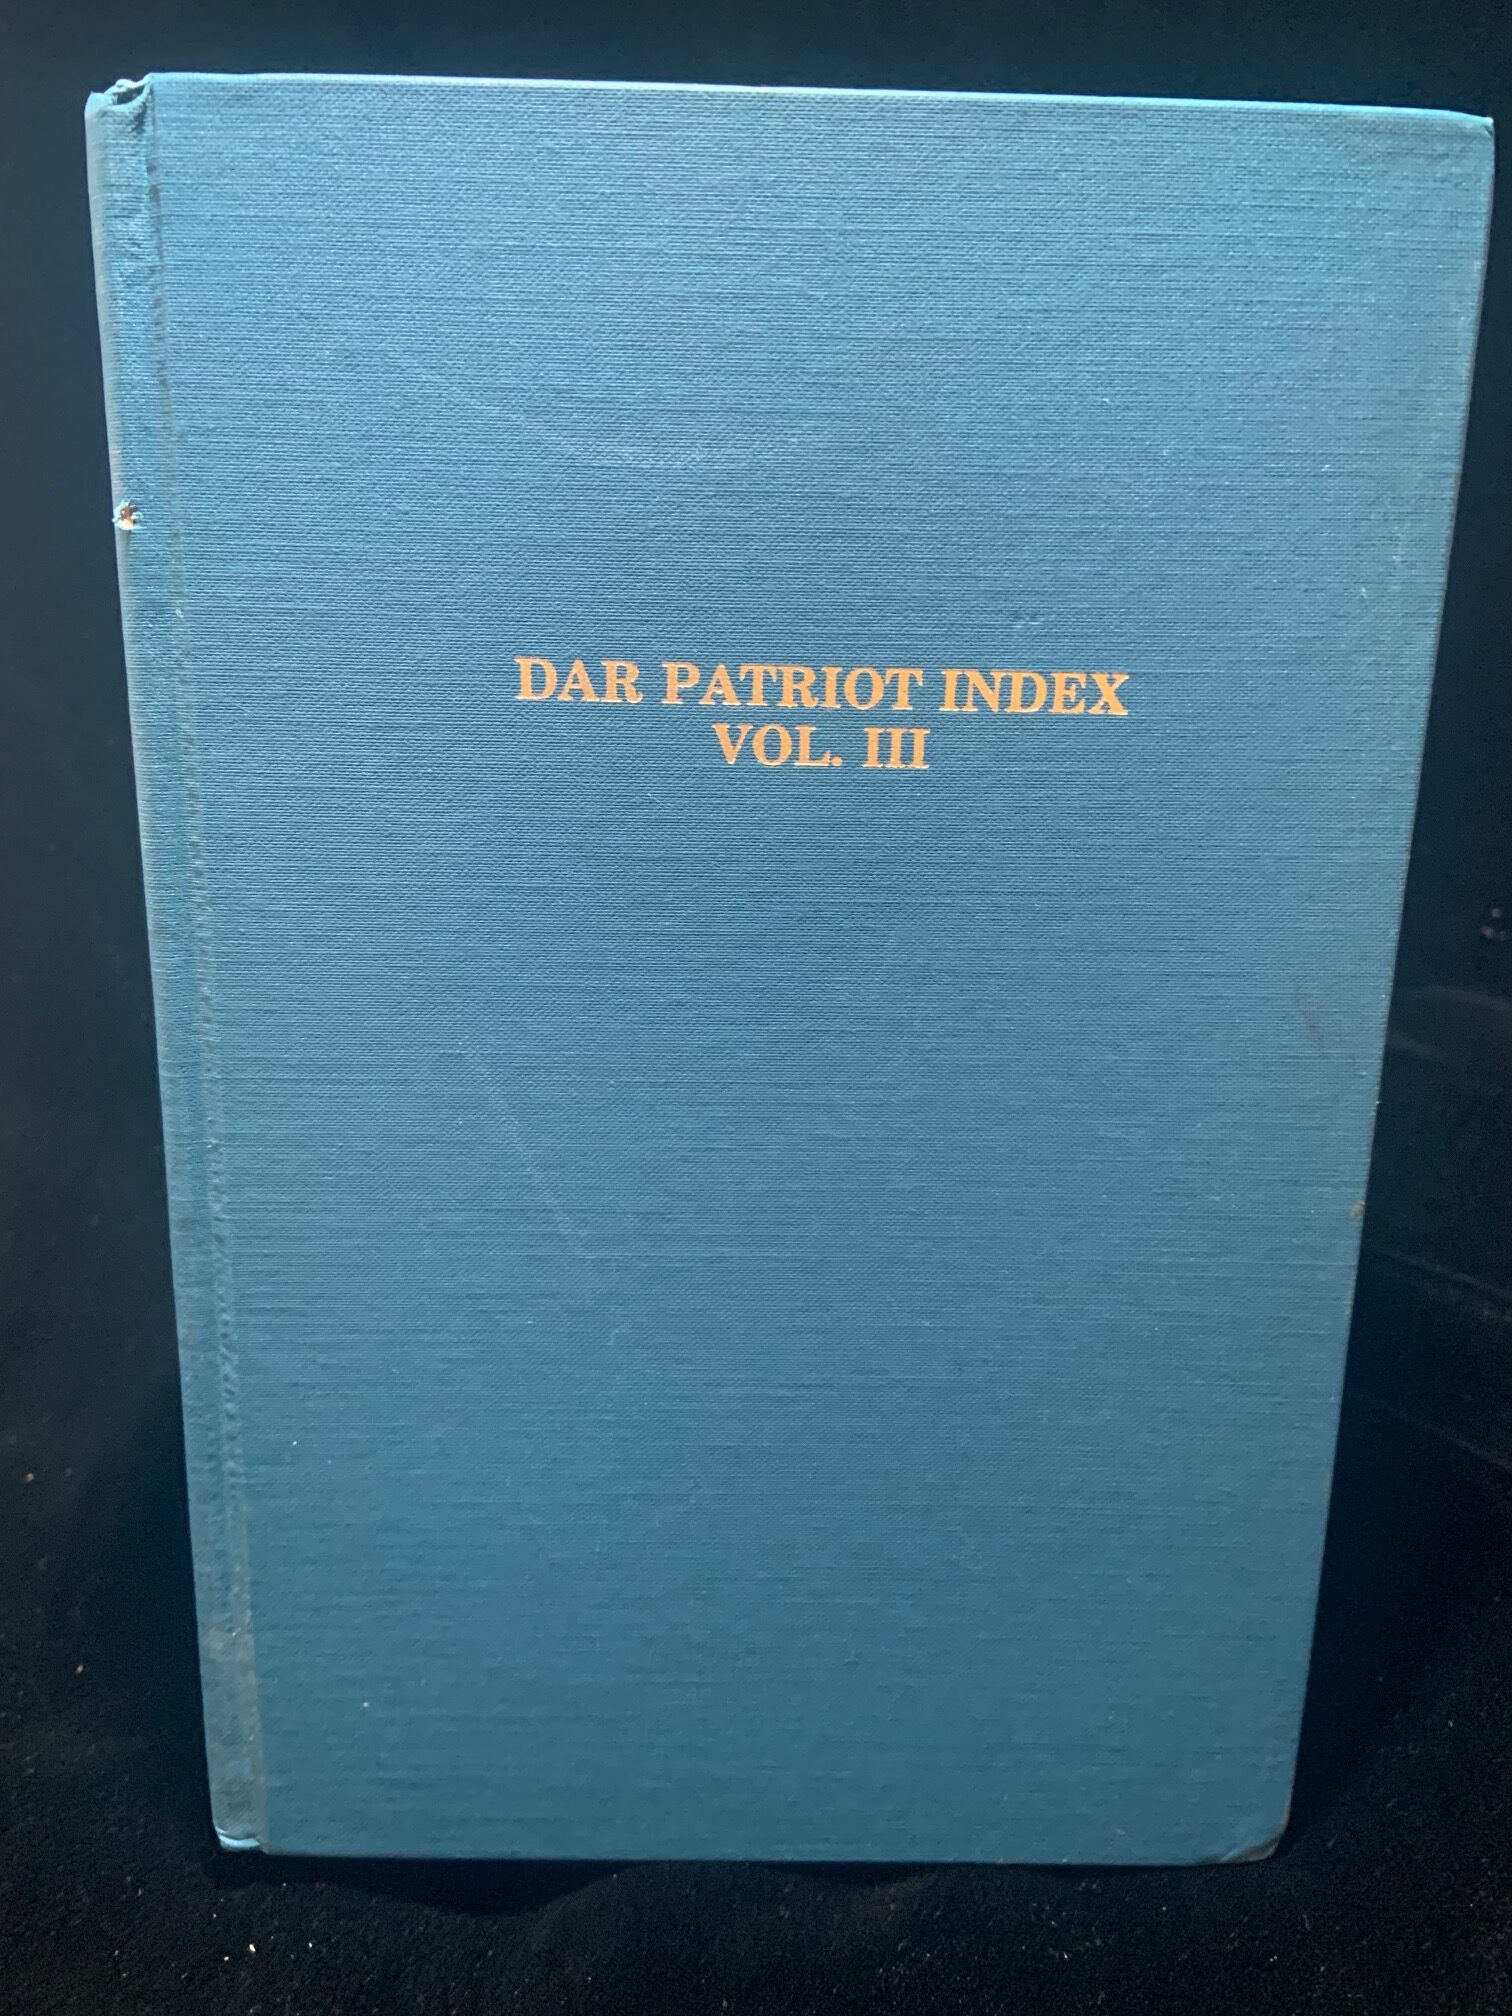 DAR PATRIOT INDEX
VOL. III